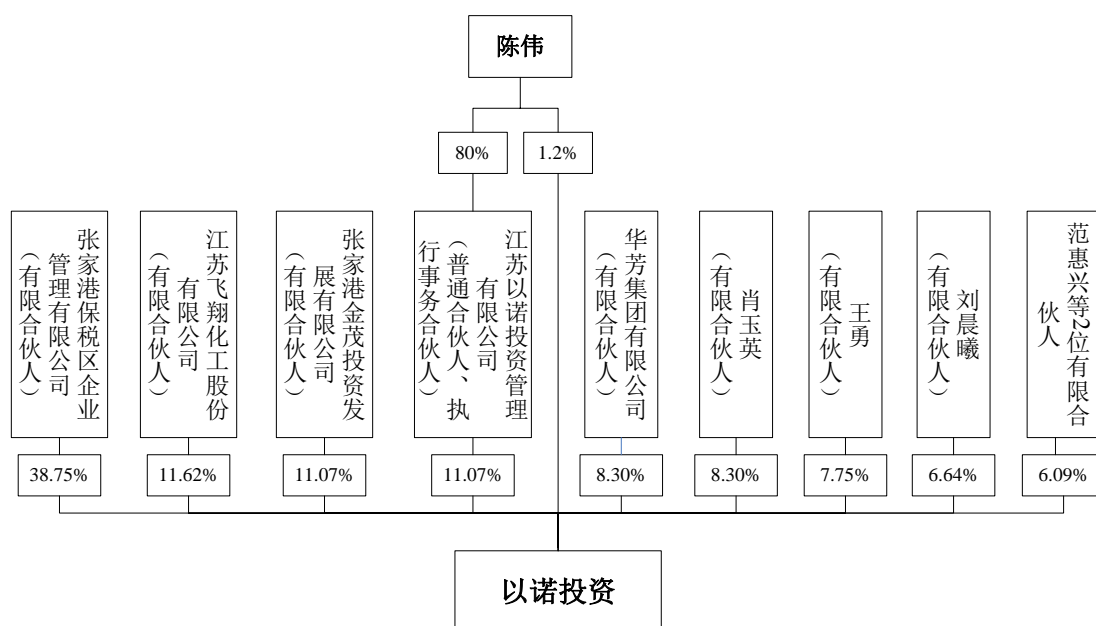 陈伟
80%
1.2%
张家港保税区企业
管理有限公司
（有限合伙人）
江苏飞翔化工股份
有限公司
（有限合伙人）
张家港金茂投资发
展有限公司
（有限合伙人）
江苏以诺投资管理
有限公司
（普通合伙人、执
行事务合伙人）
华芳集团有限公司
（有限合伙人）
肖玉英
（有限合伙人）
王勇
（有限合伙人）
刘晨曦
（有限合伙人）
范惠兴等2位有限合
伙人
38.75%
11.62%
11.07%
11.07%
8.30%
8.30%
7.75%
6.64%
6.09%
以诺投资